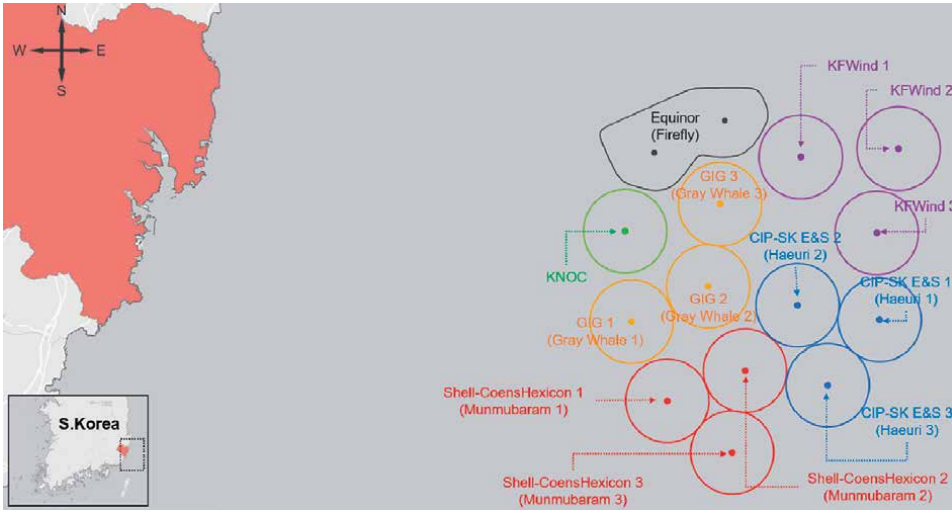 N
W
E
S
KFWind 1
KFWind 2
Equinor
(Firefly)
GIG 3
(Gray Whale 3)
KFWind 3
CIP-SK E&S 2
(Haeuri 2)
KNOC
CIP-SK E&S 1
(Haeuri 1)
GIG 2
(Gray Whale 2)
GIG 1
(Gray Whale 1)
Shell-CoensHexicon 1
(Munmubaram 1)
CIP-SK E&S 3
(Haeuri 3)
S.Korea
Shell-CoensHexicon 3
(Munmubaram 3)
Shell-CoensHexicon 2
(Munmubaram 2)